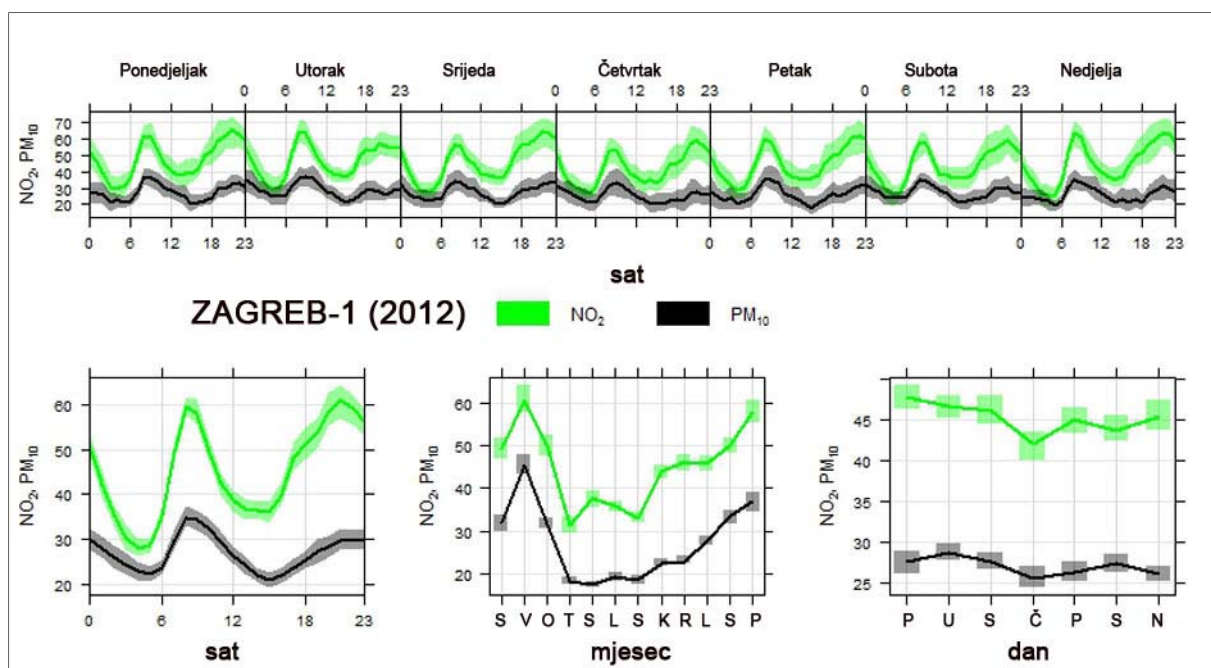 Ponedjeljak Utorak Srijeda Četvrtak Petak Subota Nedjelja
0 6 12 18 23 0 6 12 18 23 0 6 12 18 23
70
60
50
40
30
20
NO₂, PM₁₀
0 6 12 18 23 0 6 12 18 23 0 6 12 18 23 0 6 12 18 23
sat
ZAGREB-1 (2012) NO₂ PM₁₀
60
50
40
30
20
NO₂, PM₁₀
0 6 12 18 23
sat
60
50
40
30
20
NO₂, PM₁₀
S V O T S L S K R L S P
mjesec
45
40
35
30
25
NO₂, PM₁₀
P U S Č P S N
dan